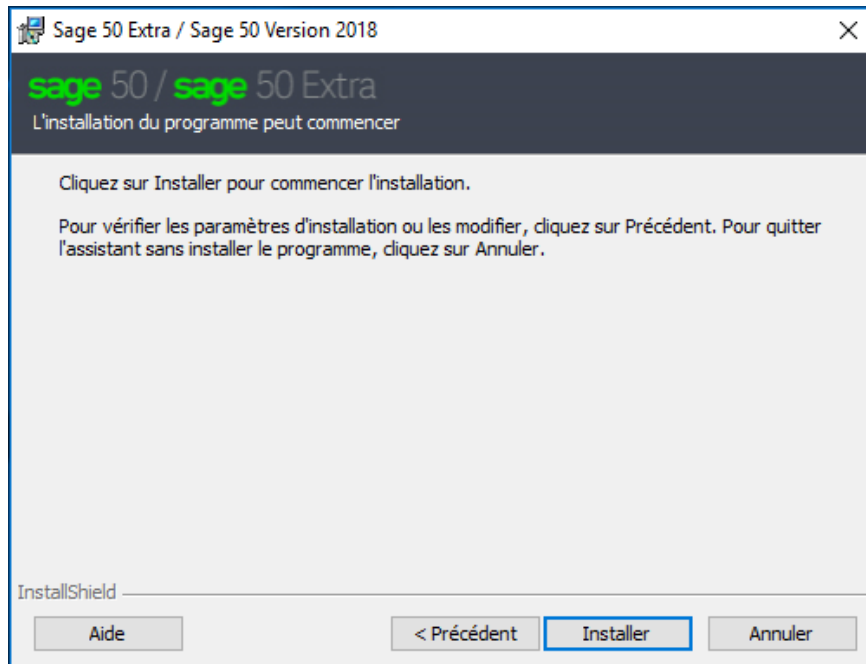 Sage 50 Extra / Sage 50 Version 2018
sage 50 / sage 50 Extra
L'installation du programme peut commencer
Cliquez sur Installer pour commencer l'installation.
Pour vérifier les paramètres d'installation ou les modifier, cliquez sur Précédent. Pour quitter
l'assistant sans installer le programme, cliquez sur Annuler.
InstallShield
Aide
< Précédent
Installer
Annuler